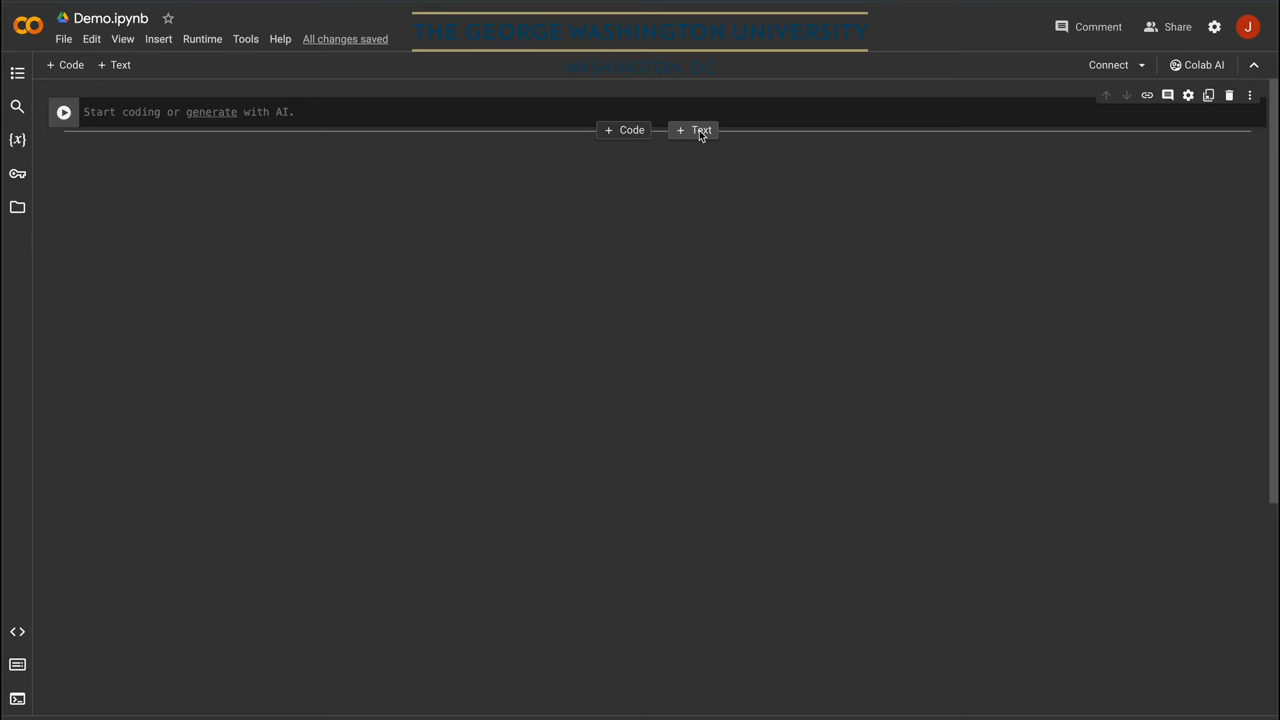 Demo.ipynb
THE GEORGE WASHINGTON UNIVERSITY
WASHINGTON, DC
File Edit View Insert Runtime Tools Help All changes saved
Comment Share J
+ Code + Text
Connect Colab AI
Start coding or generate with AI.
+ Code + Text